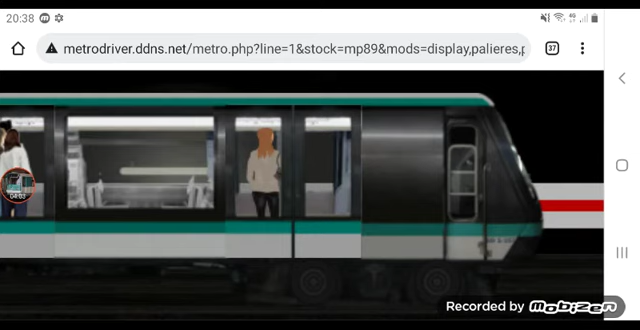 20:38
metrodriver.ddns.net/metro.php?line=1&stock=mp89&mods=display,palieres,p
37
04:03
Recorded by Mobizen